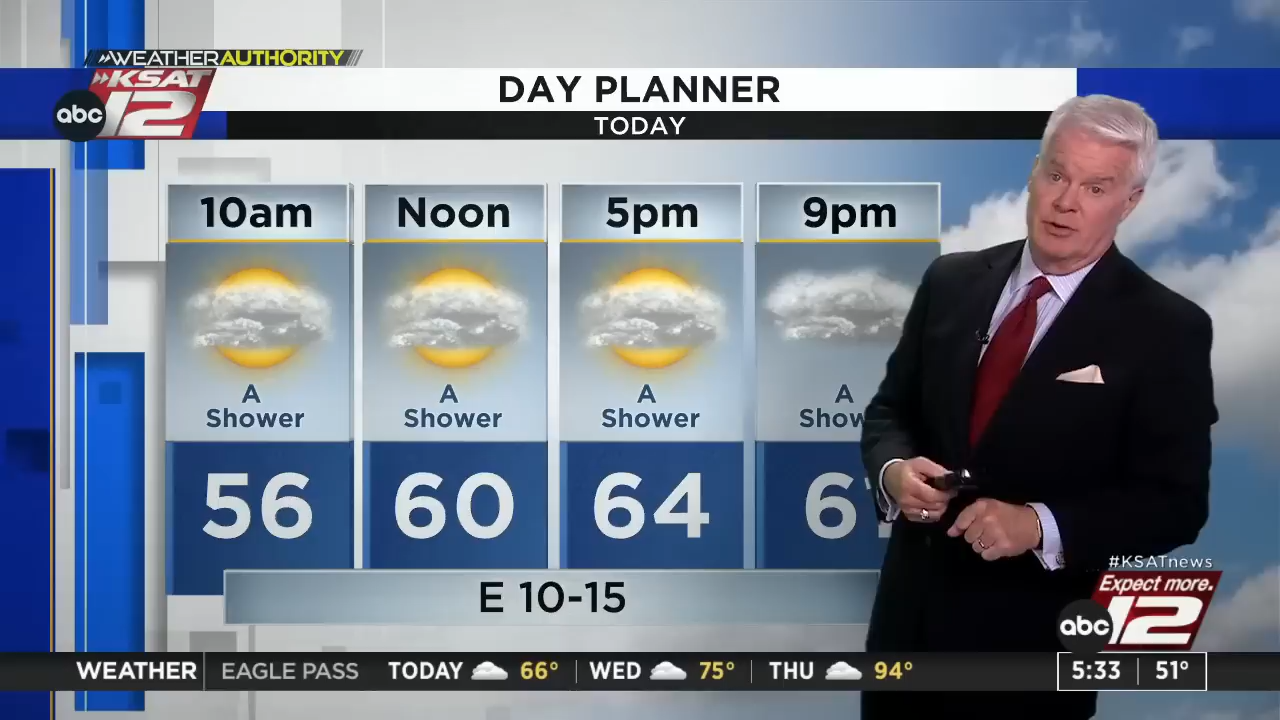 WEATHERAUTHORITY
KSAT
abc 12
DAY PLANNER
TODAY
10am Noon 5pm 9pm
A A A A
Shower Shower Shower
56 60 64
E 10-15
#KSATnews
Expect more.
abc 12
WEATHER EAGLE PASS TODAY 66° WED 75° THU 94° 5:33 51°